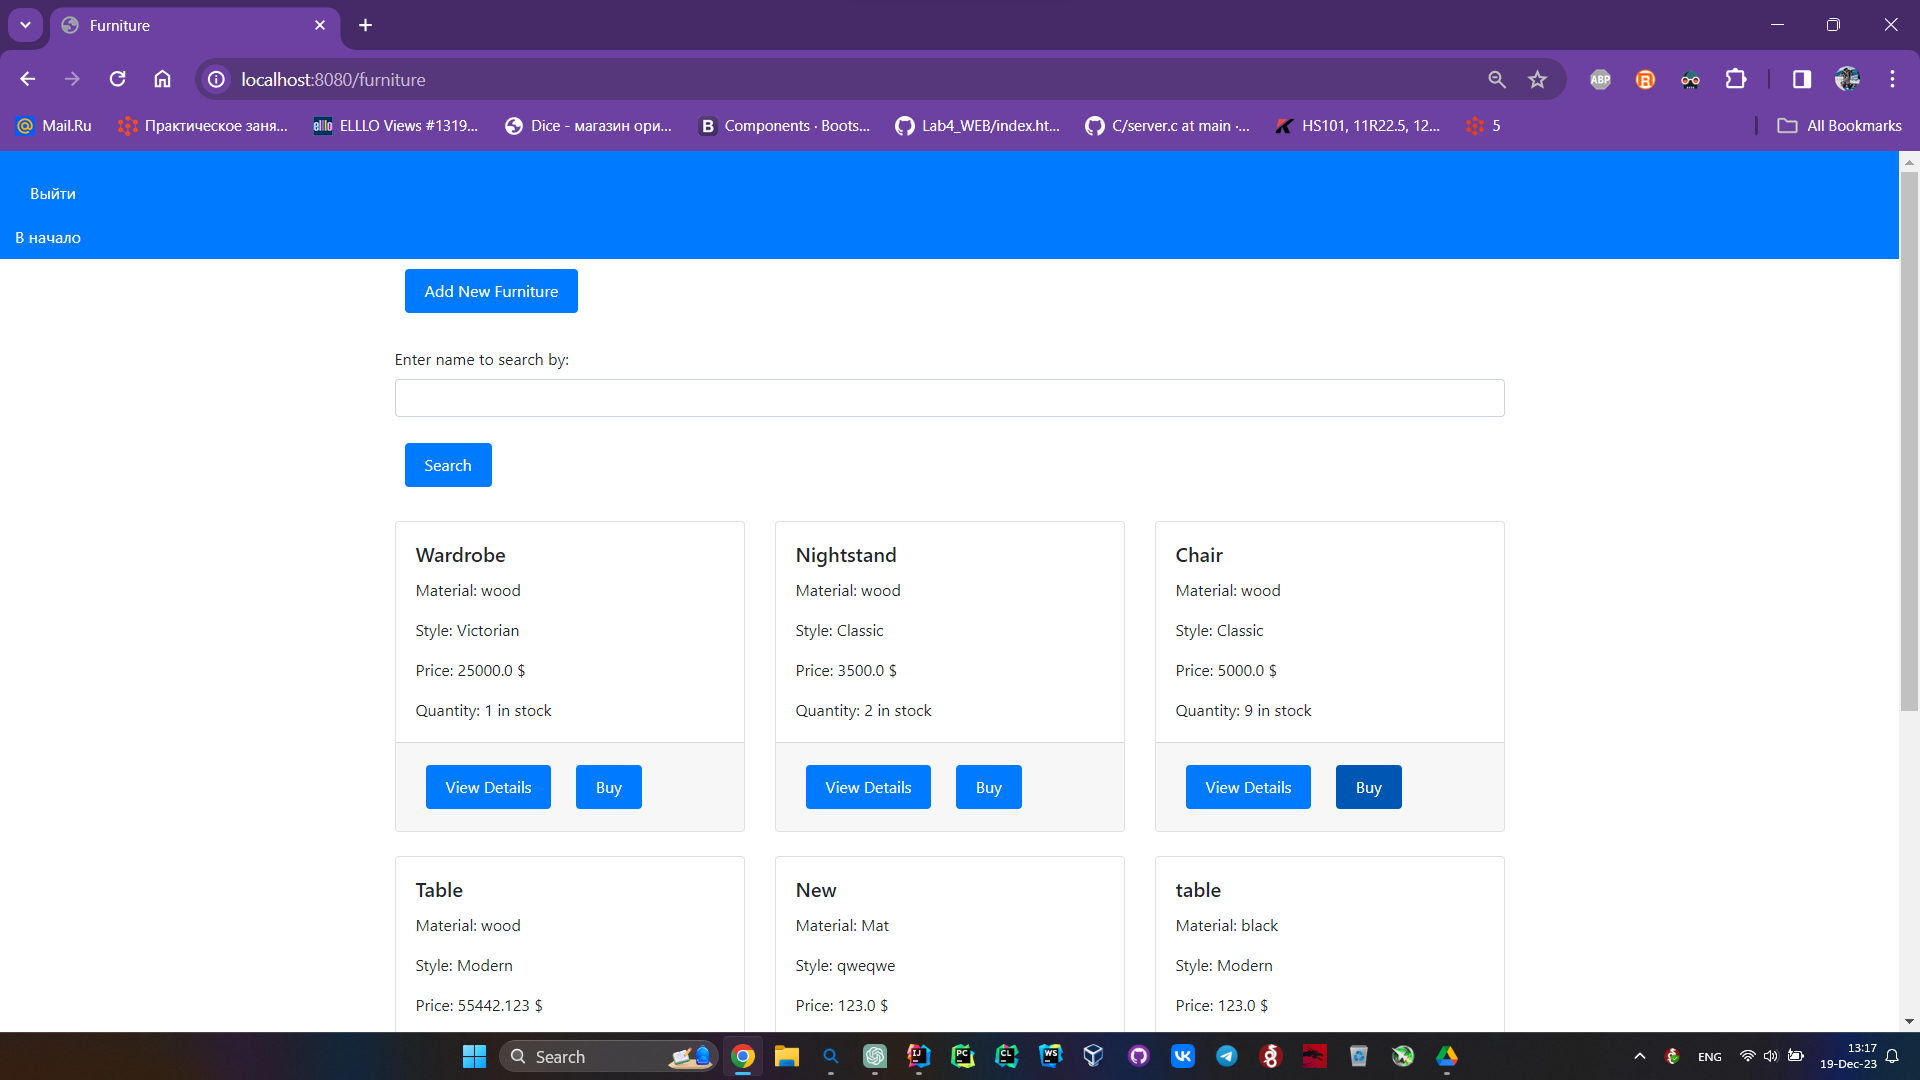 Furniture
localhost:8080/furniture
ABP
Mail.Ru
Практическое заня...
elllo
ELLLO Views #1319...
Dice - магазин ори...
B
Components · Boots...
Lab4_WEB/index.ht...
C/server.c at main ·...
HS101, 11R22.5, 12...
5
All Bookmarks
Выйти
В начало
Add New Furniture
Enter name to search by:
Search
Wardrobe
Material: wood
Style: Victorian
Price: 25000.0 $
Quantity: 1 in stock
View Details
Buy
Nightstand
Material: wood
Style: Classic
Price: 3500.0 $
Quantity: 2 in stock
View Details
Buy
Chair
Material: wood
Style: Classic
Price: 5000.0 $
Quantity: 9 in stock
View Details
Buy
Table
Material: wood
Style: Modern
Price: 55442.123 $
New
Material: Mat
Style: qweqwe
Price: 123.0 $
table
Material: black
Style: Modern
Price: 123.0 $
Search
IJ
PC
CL
WS
ENG
13:17
19-Dec-23